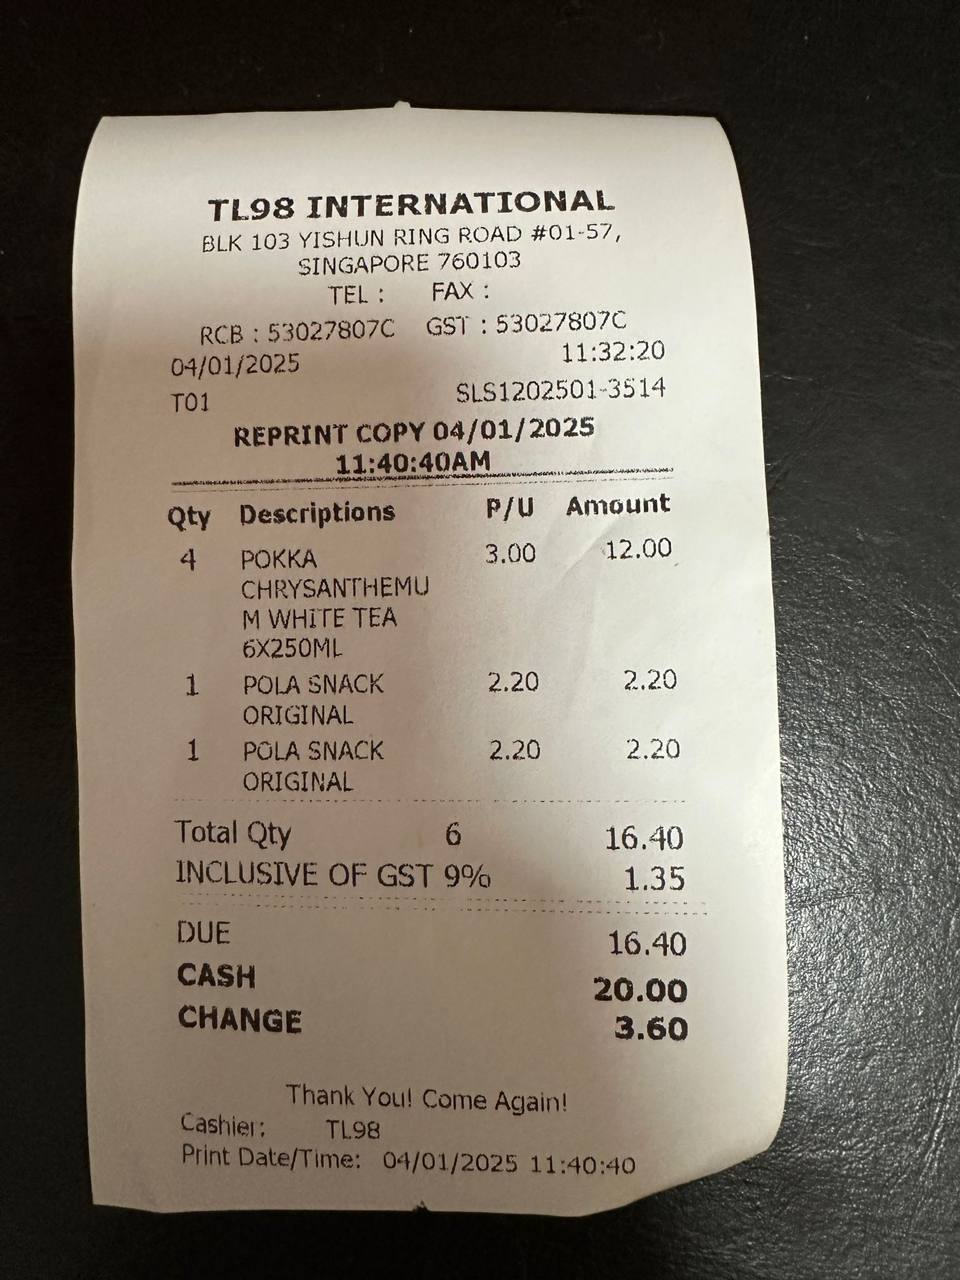 TL98 INTERNATIONAL
BLK 103 YISHUN RING ROAD #01-57,
SINGAPORE 760103
TEL : FAX :
RCB : 53027807C GST : 53027807C
04/01/2025 11:32:20
T01 SLS1202501-3514
REPRINT COPY 04/01/2025
11:40:40AM
Qty Descriptions P/U Amount
4 POKKA 3.00 12.00
CHRYSANTHEMU
M WHITE TEA
6X250ML
1 POLA SNACK 2.20 2.20
ORIGINAL
1 POLA SNACK 2.20 2.20
ORIGINAL
Total Qty 6 16.40
INCLUSIVE OF GST 9% 1.35
DUE 16.40
CASH 20.00
CHANGE 3.60
Thank You! Come Again!
Cashier: TL98
Print Date/Time: 04/01/2025 11:40:40